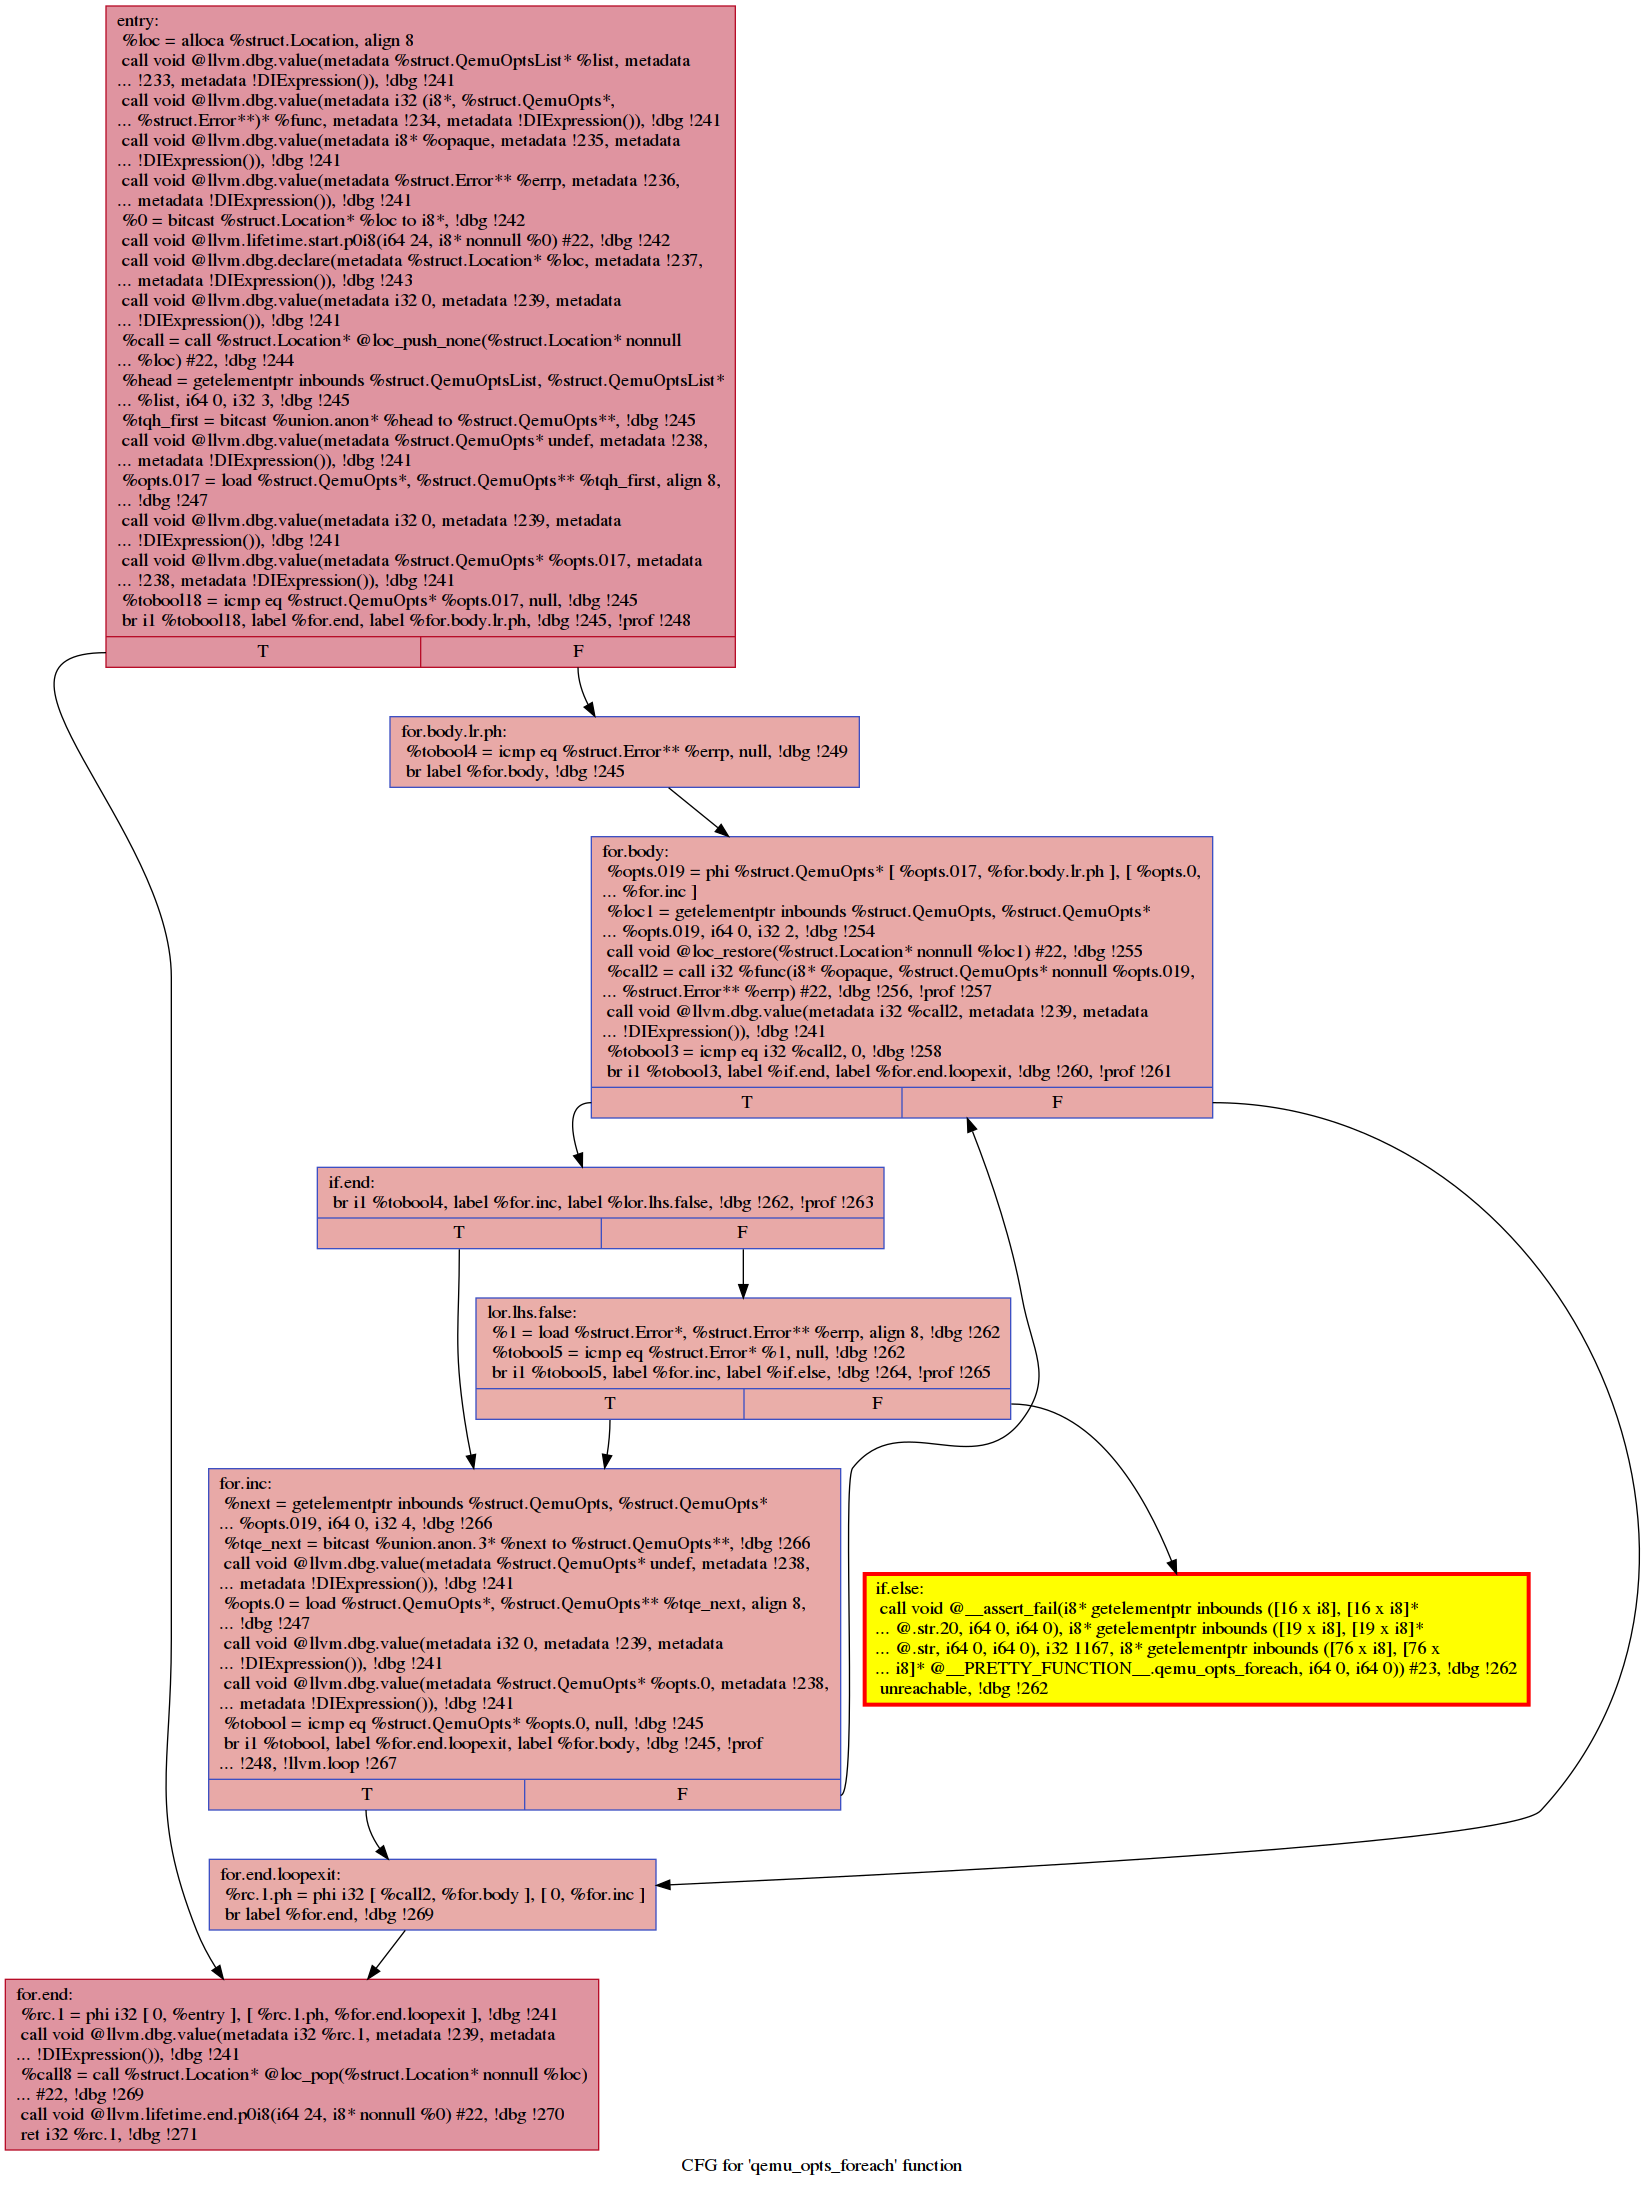 entry:
%loc = alloca %struct.Location, align 8
call void @llvm.dbg.value(metadata %struct.QemuOptsList* %list, metadata
... !233, metadata !DIExpression()), !dbg !241
call void @llvm.dbg.value(metadata i32 (i8*, %struct.QemuOpts*,
... %struct.Error**)* %func, metadata !234, metadata !DIExpression()), !dbg !241
call void @llvm.dbg.value(metadata i8* %opaque, metadata !235, metadata
... !DIExpression()), !dbg !241
call void @llvm.dbg.value(metadata %struct.Error** %errp, metadata !236,
... metadata !DIExpression()), !dbg !241
%0 = bitcast %struct.Location* %loc to i8*, !dbg !242
call void @llvm.lifetime.start.p0i8(i64 24, i8* nonnull %0) #22, !dbg !242
call void @llvm.dbg.declare(metadata %struct.Location* %loc, metadata !237,
... metadata !DIExpression()), !dbg !243
call void @llvm.dbg.value(metadata i32 0, metadata !239, metadata
... !DIExpression()), !dbg !241
%call = call %struct.Location* @loc_push_none(%struct.Location* nonnull
... %loc) #22, !dbg !244
%head = getelementptr inbounds %struct.QemuOptsList, %struct.QemuOptsList*
... %list, i64 0, i32 3, !dbg !245
%tqh_first = bitcast %union.anon* %head to %struct.QemuOpts**, !dbg !245
call void @llvm.dbg.value(metadata %struct.QemuOpts* undef, metadata !238,
... metadata !DIExpression()), !dbg !241
%opts.017 = load %struct.QemuOpts*, %struct.QemuOpts** %tqh_first, align 8,
... !dbg !247
call void @llvm.dbg.value(metadata i32 0, metadata !239, metadata
... !DIExpression()), !dbg !241
call void @llvm.dbg.value(metadata %struct.QemuOpts* %opts.017, metadata
... !238, metadata !DIExpression()), !dbg !241
%tobool18 = icmp eq %struct.QemuOpts* %opts.017, null, !dbg !245
br i1 %tobool18, label %for.end, label %for.body.lr.ph, !dbg !245, !prof !248
T F
for.body.lr.ph:
%tobool4 = icmp eq %struct.Error** %errp, null, !dbg !249
br label %for.body, !dbg !245
for.body:
%opts.019 = phi %struct.QemuOpts* [ %opts.017, %for.body.lr.ph ], [ %opts.0,
... %for.inc ]
%loc1 = getelementptr inbounds %struct.QemuOpts, %struct.QemuOpts*
... %opts.019, i64 0, i32 2, !dbg !254
call void @loc_restore(%struct.Location* nonnull %loc1) #22, !dbg !255
%call2 = call i32 %func(i8* %opaque, %struct.QemuOpts* nonnull %opts.019,
... %struct.Error** %errp) #22, !dbg !256, !prof !257
call void @llvm.dbg.value(metadata i32 %call2, metadata !239, metadata
... !DIExpression()), !dbg !241
%tobool3 = icmp eq i32 %call2, 0, !dbg !258
br i1 %tobool3, label %if.end, label %for.end.loopexit, !dbg !260, !prof !261
T F
if.end:
br i1 %tobool4, label %for.inc, label %lor.lhs.false, !dbg !262, !prof !263
T F
lor.lhs.false:
%1 = load %struct.Error*, %struct.Error** %errp, align 8, !dbg !262
%tobool5 = icmp eq %struct.Error* %1, null, !dbg !262
br i1 %tobool5, label %for.inc, label %if.else, !dbg !264, !prof !265
T F
for.inc:
%next = getelementptr inbounds %struct.QemuOpts, %struct.QemuOpts*
... %opts.019, i64 0, i32 4, !dbg !266
%tqe_next = bitcast %union.anon.3* %next to %struct.QemuOpts**, !dbg !266
call void @llvm.dbg.value(metadata %struct.QemuOpts* undef, metadata !238,
... metadata !DIExpression()), !dbg !241
%opts.0 = load %struct.QemuOpts*, %struct.QemuOpts** %tqe_next, align 8,
... !dbg !247
call void @llvm.dbg.value(metadata i32 0, metadata !239, metadata
... !DIExpression()), !dbg !241
call void @llvm.dbg.value(metadata %struct.QemuOpts* %opts.0, metadata !238,
... metadata !DIExpression()), !dbg !241
%tobool = icmp eq %struct.QemuOpts* %opts.0, null, !dbg !245
br i1 %tobool, label %for.end.loopexit, label %for.body, !dbg !245, !prof
... !248, !llvm.loop !267
T F
if.else:
call void @__assert_fail(i8* getelementptr inbounds ([16 x i8], [16 x i8]*
... @.str.20, i64 0, i64 0), i8* getelementptr inbounds ([19 x i8], [19 x i8]*
... @.str, i64 0, i64 0), i32 1167, i8* getelementptr inbounds ([76 x i8], [76 x
... i8]* @__PRETTY_FUNCTION__.qemu_opts_foreach, i64 0, i64 0)) #23, !dbg !262
unreachable, !dbg !262
for.end.loopexit:
%rc.1.ph = phi i32 [ %call2, %for.body ], [ 0, %for.inc ]
br label %for.end, !dbg !269
for.end:
%rc.1 = phi i32 [ 0, %entry ], [ %rc.1.ph, %for.end.loopexit ], !dbg !241
call void @llvm.dbg.value(metadata i32 %rc.1, metadata !239, metadata
... !DIExpression()), !dbg !241
%call8 = call %struct.Location* @loc_pop(%struct.Location* nonnull %loc)
... #22, !dbg !269
call void @llvm.lifetime.end.p0i8(i64 24, i8* nonnull %0) #22, !dbg !270
ret i32 %rc.1, !dbg !271
CFG for 'qemu_opts_foreach' function